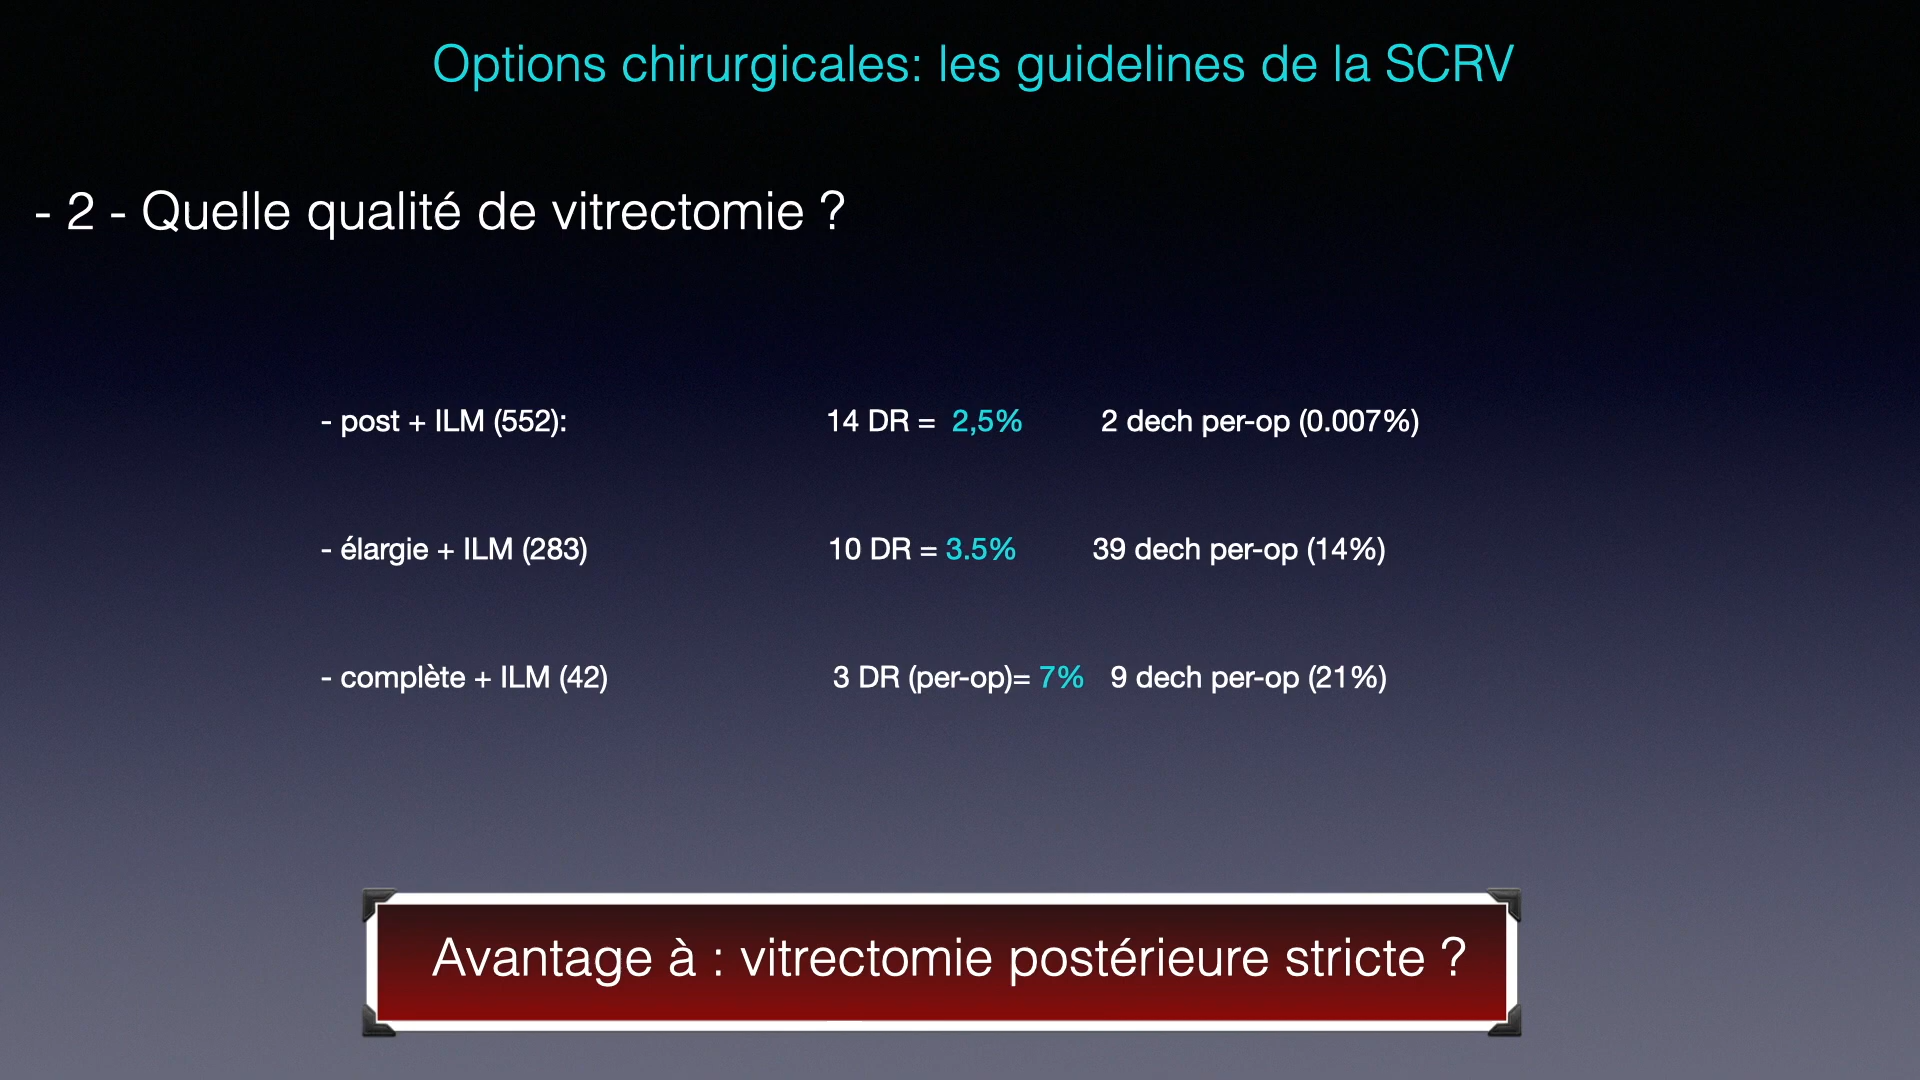 Options chirurgicales: les guidelines de la SCRV
- 2 - Quelle qualité de vitrectomie ?
- post + ILM (552): 14 DR = 2,5% 2 dech per-op (0.007%)
- élargie + ILM (283) 10 DR = 3.5% 39 dech per-op (14%)
- complète + ILM (42) 3 DR (per-op)= 7% 9 dech per-op (21%)
Avantage à : vitrectomie postérieure stricte ?